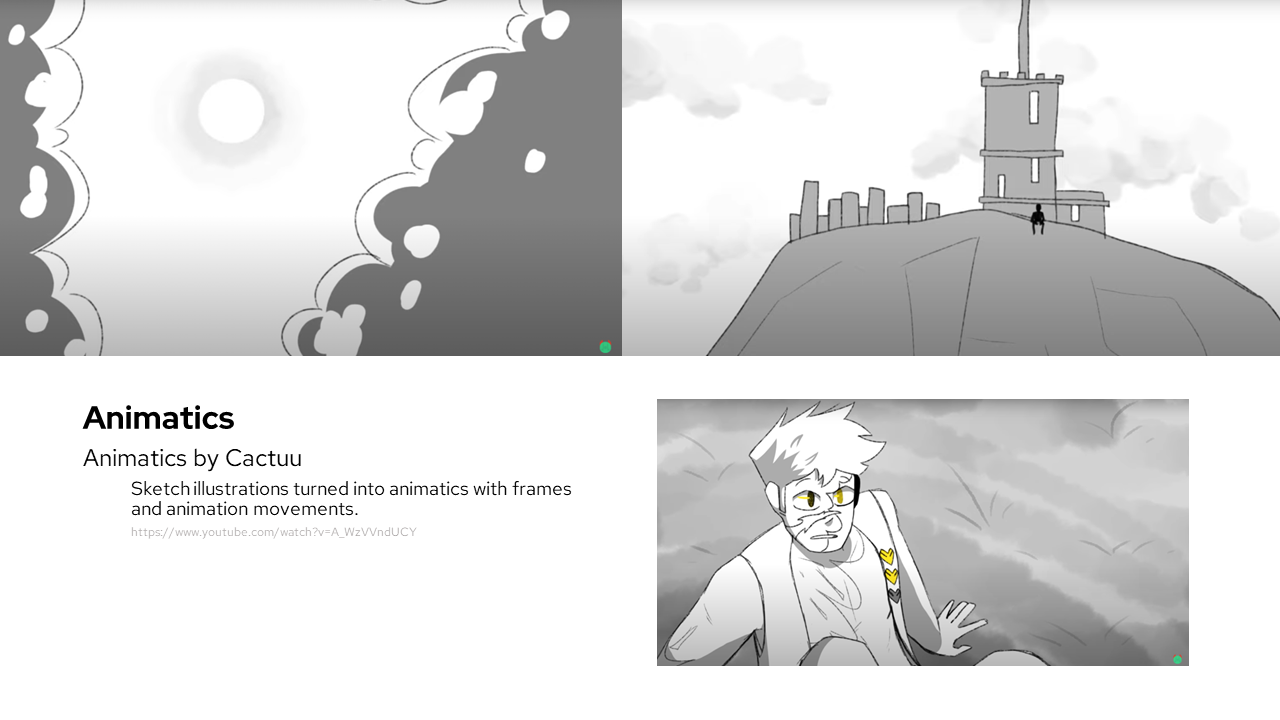 Animatics
Animatics by Cactuu
Sketch illustrations turned into animatics with frames
and animation movements.
https://www.youtube.com/watch?v=A_WzVVndUCY